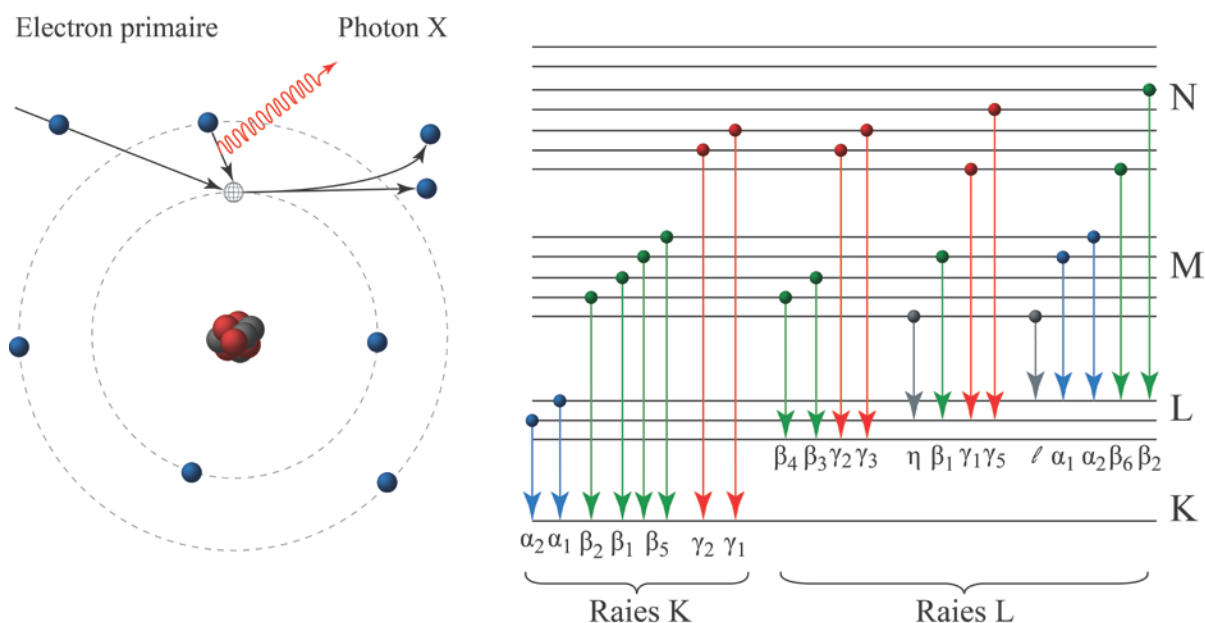 Electron primaire
Photon X
N
M
L
β₄ β₃ γ₂ γ₃ η β₁ γ₁ γ₅ ℓ α₁ α₂ β₆ β₂
K
α₂ α₁ β₂ β₁ β₅ γ₂ γ₁
Raies K
Raies L